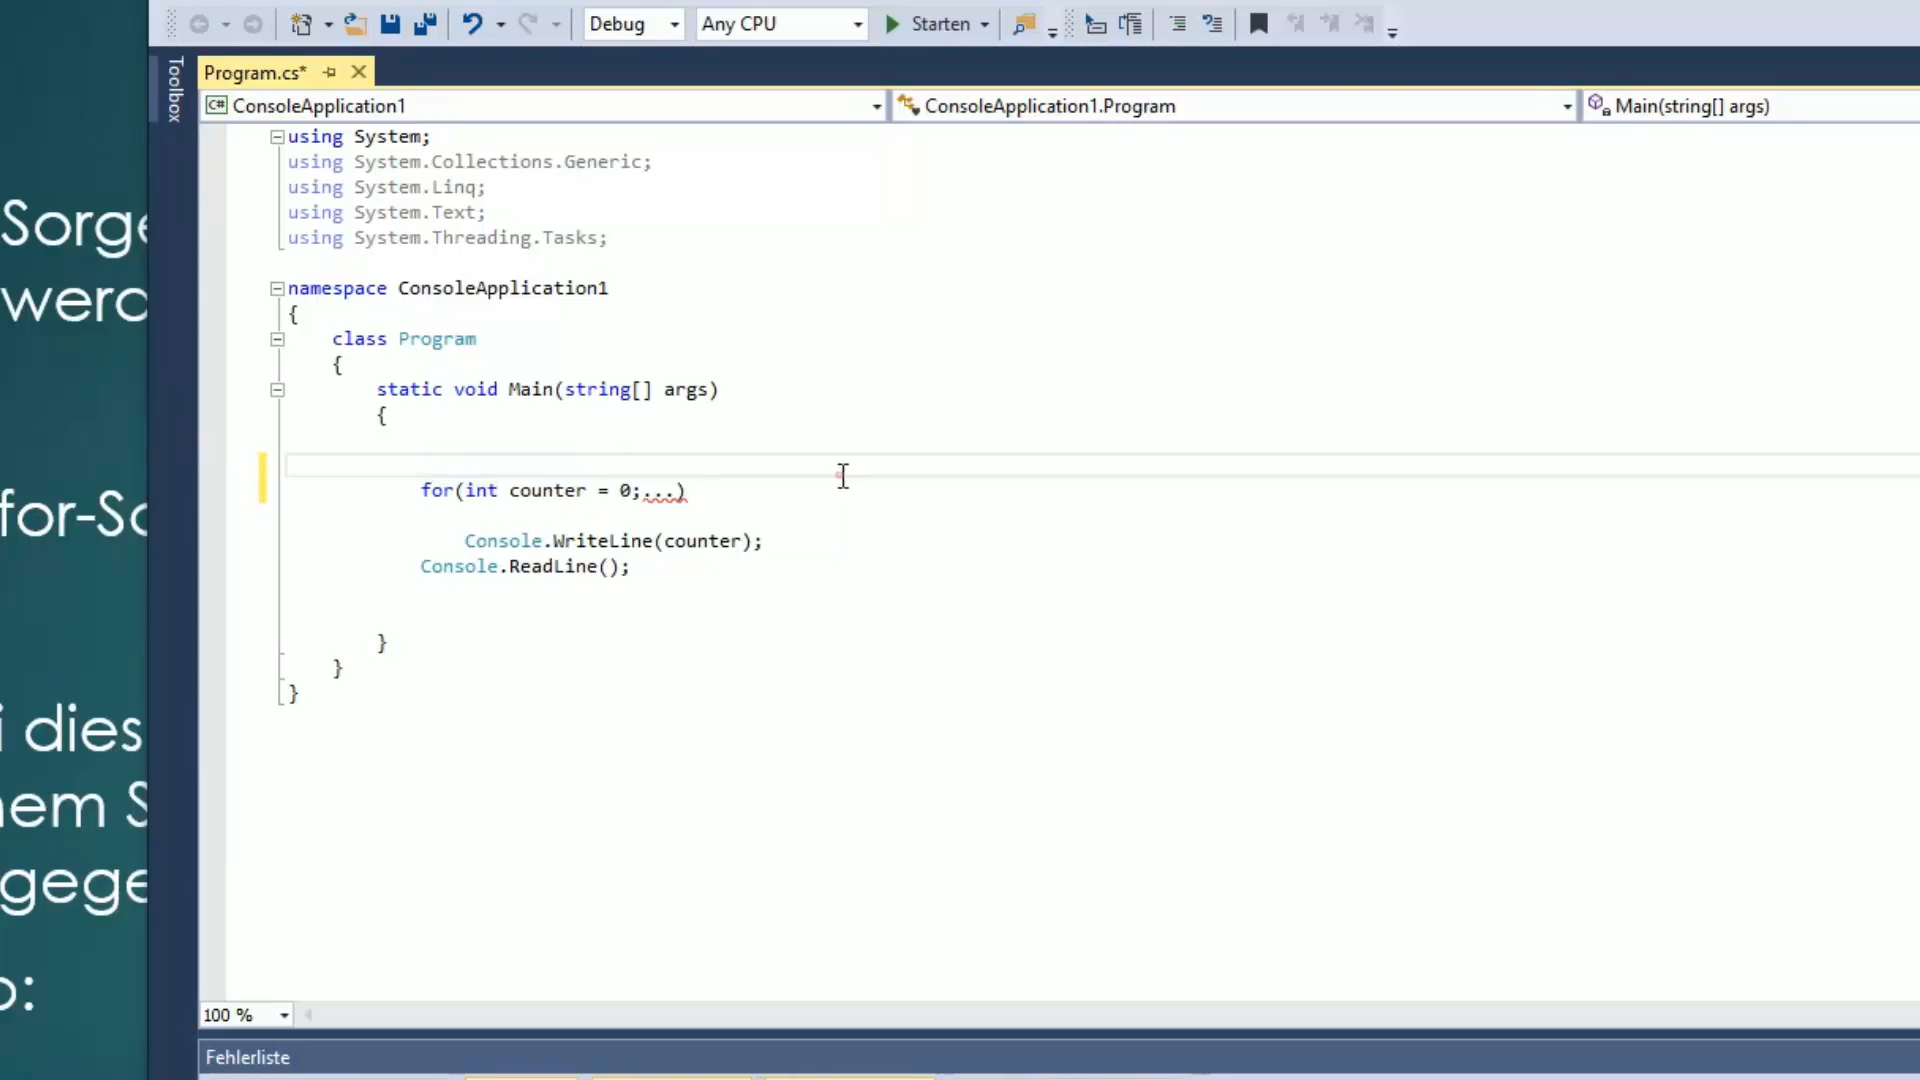 Debug Any CPU Starten
Toolbox
Program.cs*
ConsoleApplication1 ConsoleApplication1.Program Main(string[] args)
using System;
using System.Collections.Generic;
using System.Linq;
using System.Text;
using System.Threading.Tasks;
namespace ConsoleApplication1
{
class Program
{
static void Main(string[] args)
{
for(int counter = 0;...)
Console.WriteLine(counter);
Console.ReadLine();
}
}
}
100 %
Fehlerliste
Sorge
werd
for-Sc
i dies
nem S
gege
o: